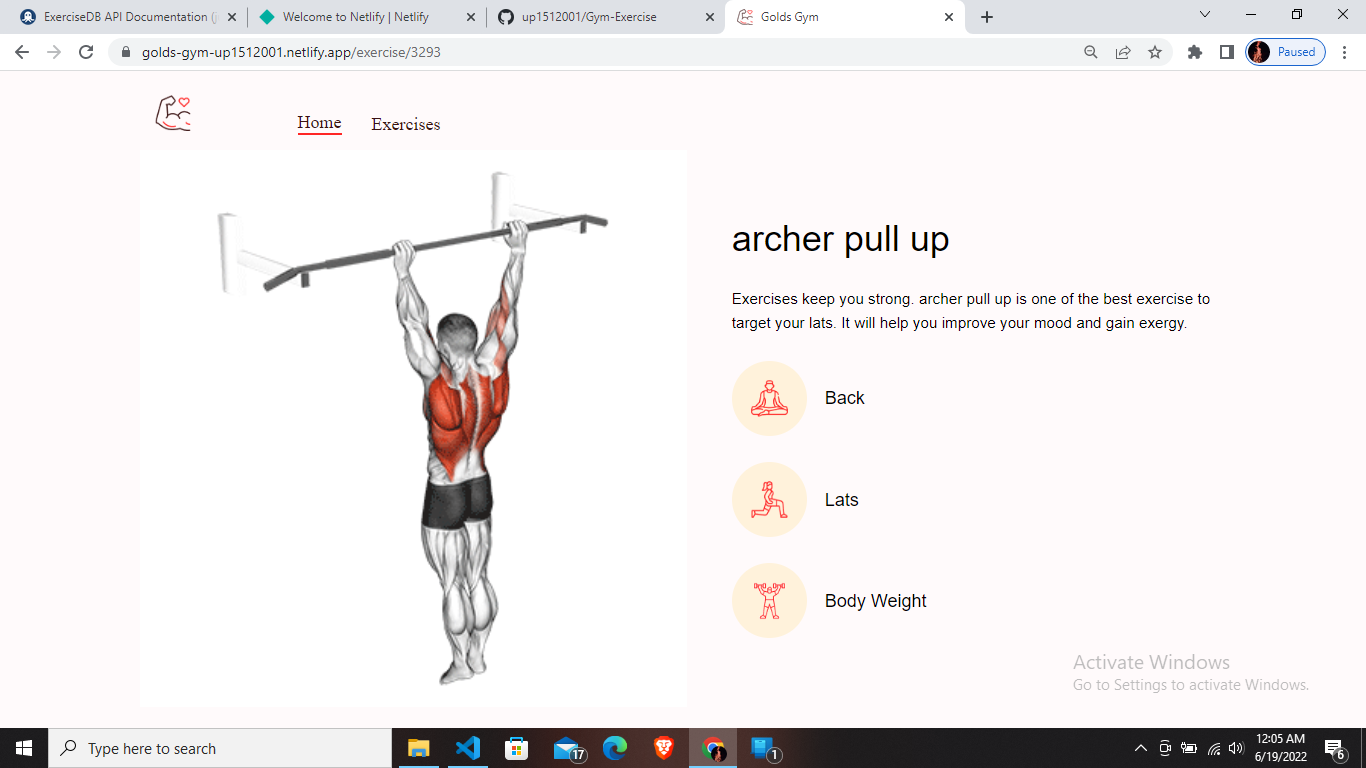 ExerciseDB API Documentation (j
Welcome to Netlify | Netlify
up1512001/Gym-Exercise
Golds Gym
golds-gym-up1512001.netlify.app/exercise/3293
Paused
Home
Exercises
archer pull up
Exercises keep you strong. archer pull up is one of the best exercise to
target your lats. It will help you improve your mood and gain exergy.
Back
Lats
Body Weight
Activate Windows
Go to Settings to activate Windows.
Type here to search
17
1
12:05 AM
6/19/2022
6